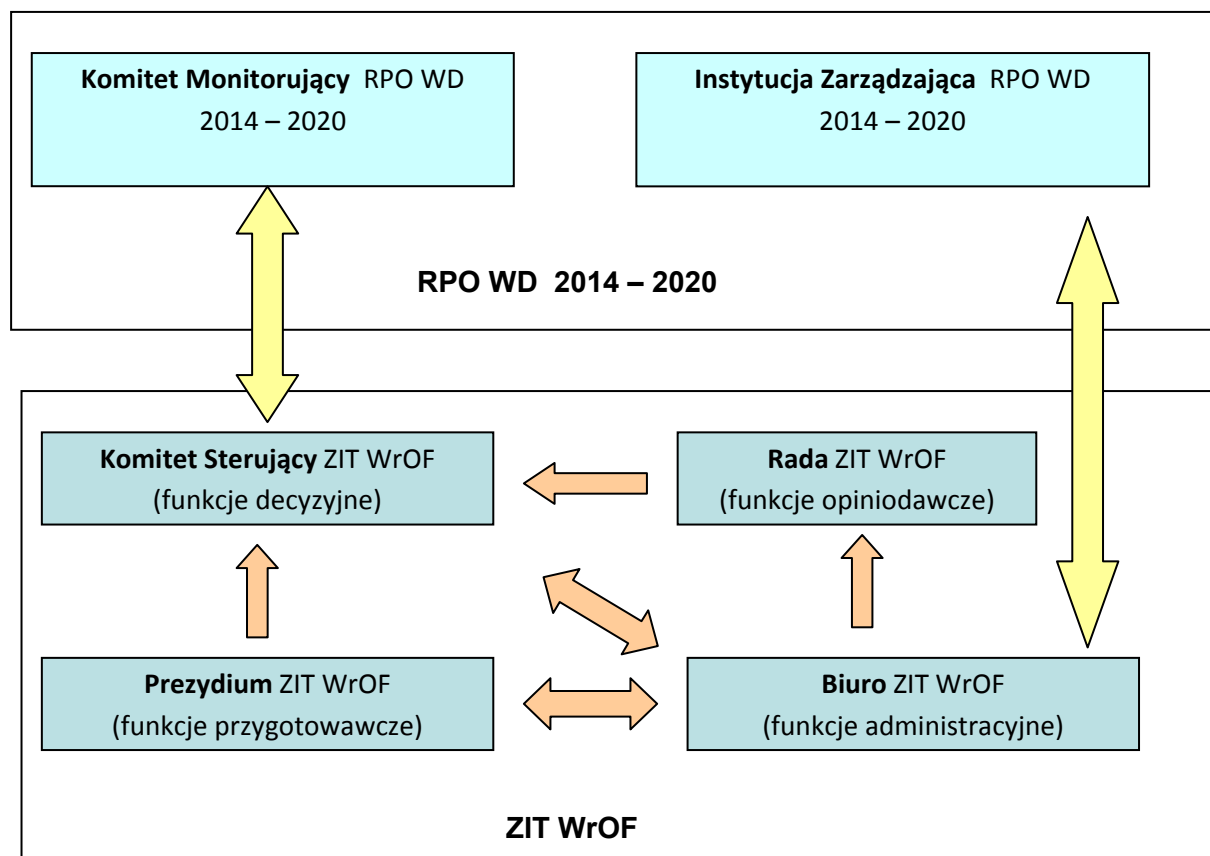 Komitet Monitorujący RPO WD
2014 – 2020
Instytucja Zarządzająca RPO WD
2014 – 2020
RPO WD 2014 – 2020
Komitet Sterujący ZIT WrOF
(funkcje decyzyjne)
Rada ZIT WrOF
(funkcje opiniodawcze)
Prezydium ZIT WrOF
(funkcje przygotowawcze)
Biuro ZIT WrOF
(funkcje administracyjne)
ZIT WrOF